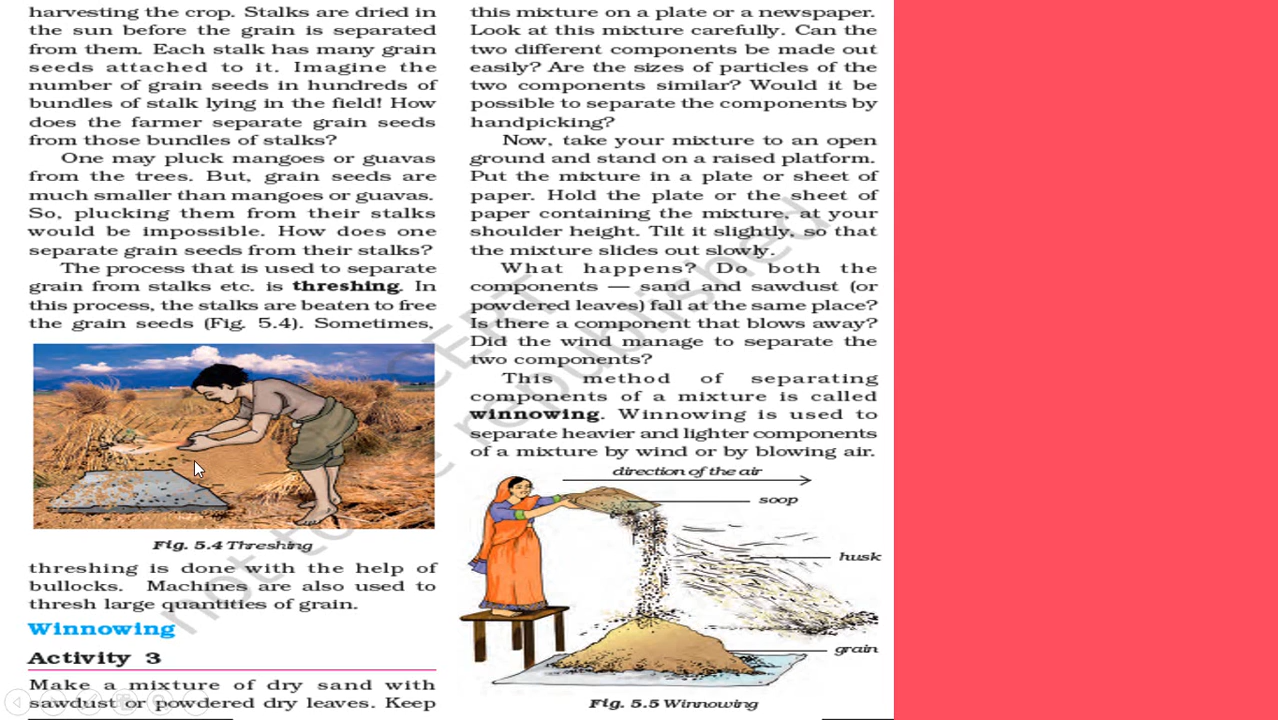 harvesting the crop. Stalks are dried in
the sun before the grain is separated
from them. Each stalk has many grain
seeds attached to it. Imagine the
number of grain seeds in hundreds of
bundles of stalk lying in the field! How
does the farmer separate grain seeds
from those bundles of stalks?
One may pluck mangoes or guavas
from the trees. But, grain seeds are
much smaller than mangoes or guavas.
So, plucking them from their stalks
would be impossible. How does one
separate grain seeds from their stalks?
The process that is used to separate
grain from stalks etc. is threshing. In
this process, the stalks are beaten to free
the grain seeds (Fig. 5.4). Sometimes,
Fig. 5.4 Threshing
threshing is done with the help of
bullocks. Machines are also used to
thresh large quantities of grain.
Winnowing
Activity 3
Make a mixture of dry sand with
sawdust or powdered dry leaves. Keep
this mixture on a plate or a newspaper.
Look at this mixture carefully. Can the
two different components be made out
easily? Are the sizes of particles of the
two components similar? Would it be
possible to separate the components by
handpicking?
Now, take your mixture to an open
ground and stand on a raised platform.
Put the mixture in a plate or sheet of
paper. Hold the plate or the sheet of
paper containing the mixture, at your
shoulder height. Tilt it slightly, so that
the mixture slides out slowly.
What happens? Do both the
components — sand and sawdust (or
powdered leaves) fall at the same place?
Is there a component that blows away?
Did the wind manage to separate the
two components?
This method of separating
components of a mixture is called
winnowing. Winnowing is used to
separate heavier and lighter components
of a mixture by wind or by blowing air.
direction of the air
soop
husk
grain
Fig. 5.5 Winnowing
not to be republished